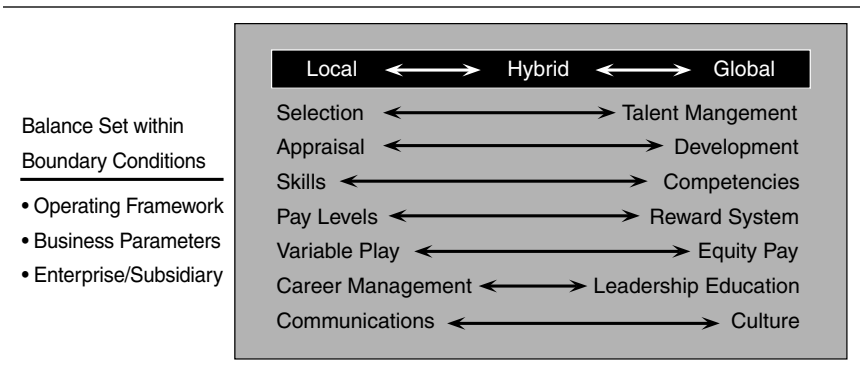 Balance Set within
Boundary Conditions
• Operating Framework
• Business Parameters
• Enterprise/Subsidiary
Local Hybrid Global
Selection Talent Mangement
Appraisal Development
Skills Competencies
Pay Levels Reward System
Variable Play Equity Pay
Career Management Leadership Education
Communications Culture